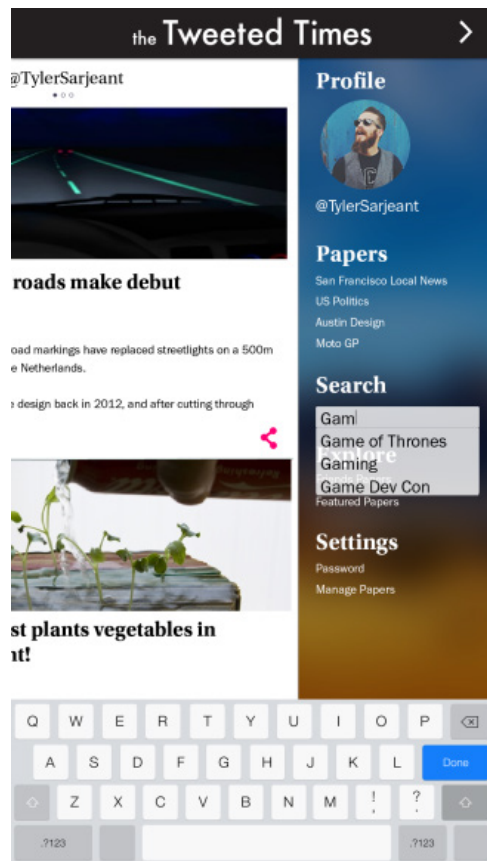 the Tweeted Times
@TylerSarjeant
roads make debut
oad markings have replaced streetlights on a 500m
e Netherlands.
design back in 2012, and after cutting through
st plants vegetables in
nt!
Profile
@TylerSarjeant
Papers
San Francisco Local News
US Politics
Austin Design
Moto GP
Search
Gam
Game of Thrones
Gaming
Game Dev Con
Explore
Featured Papers
Settings
Password
Manage Papers
Q W E R T Y U I O P
A S D F G H J K L Done
Z X C V B N M ! , ? .
.?123 .?123